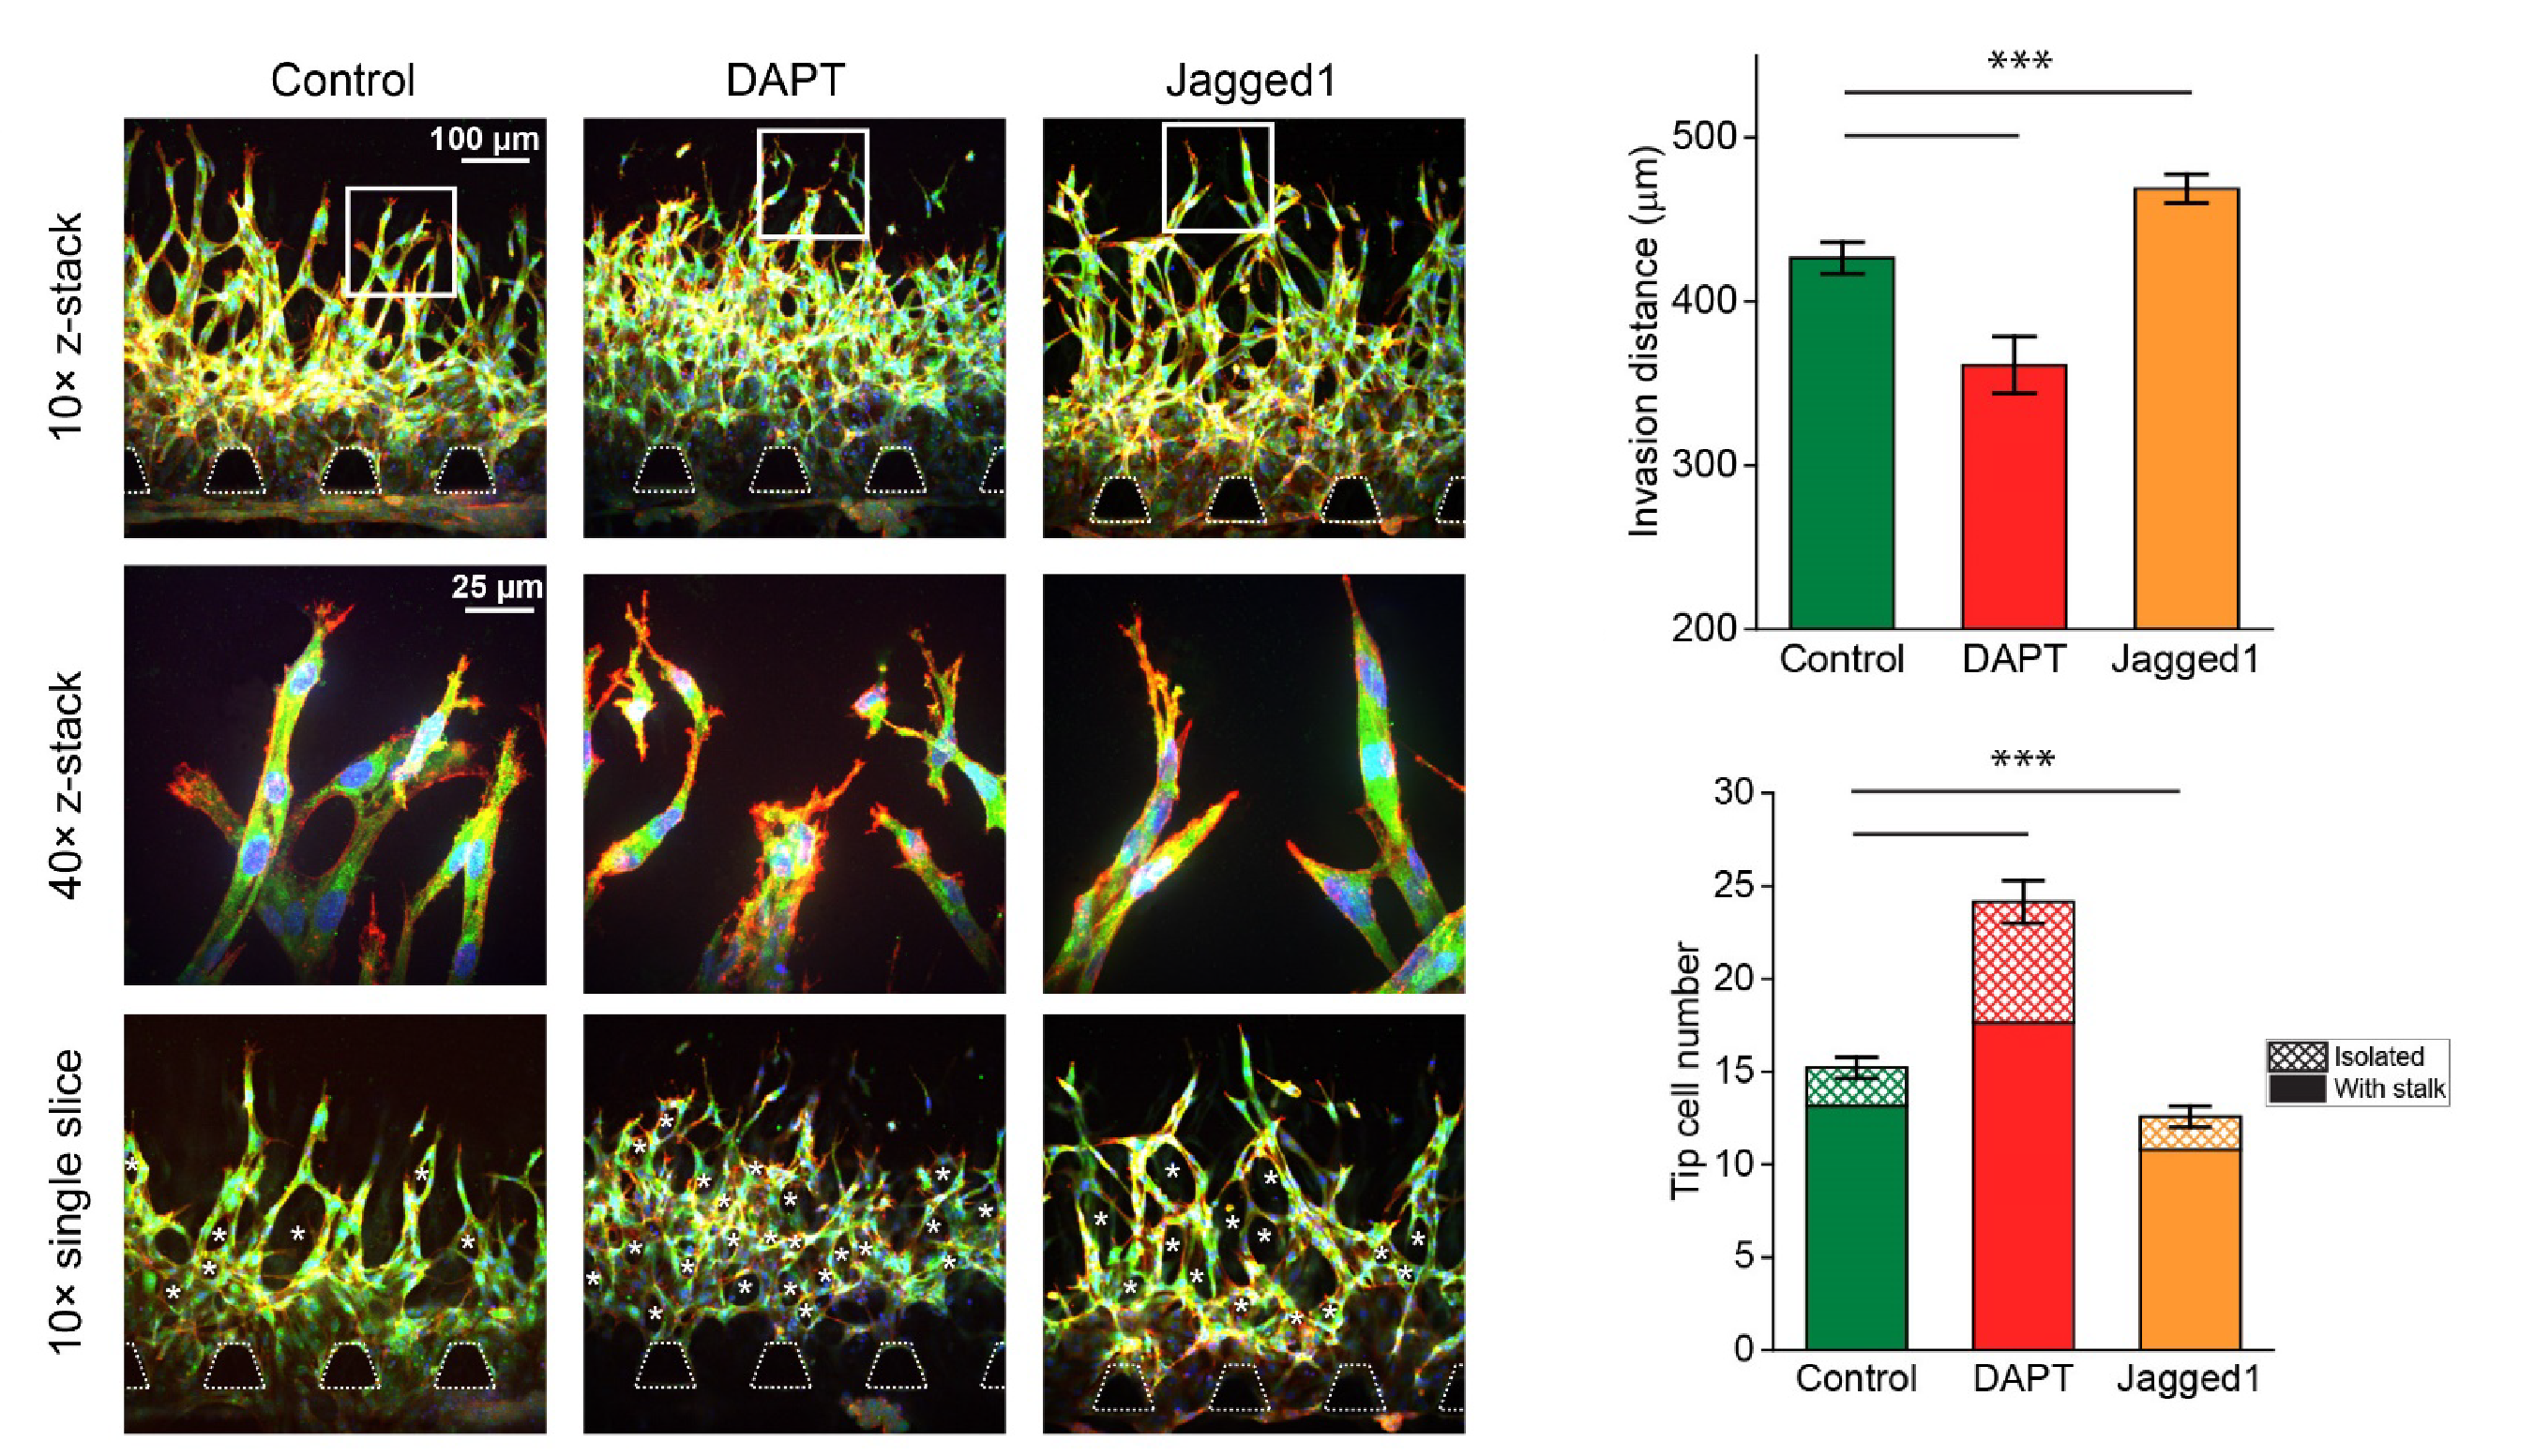 Control
DAPT
Jagged1
10× z-stack
100 µm
40× z-stack
25 µm
10× single slice
* * * * * * * *
* * * * * * * * * * * * * * * * * * * * * * * *
* * * * * * * * * * * * * * *
***
Invasion distance (µm)
500
400
300
200
Control
DAPT
Jagged1
***
Tip cell number
30
25
20
15
10
5
0
Control
DAPT
Jagged1
Isolated
With stalk